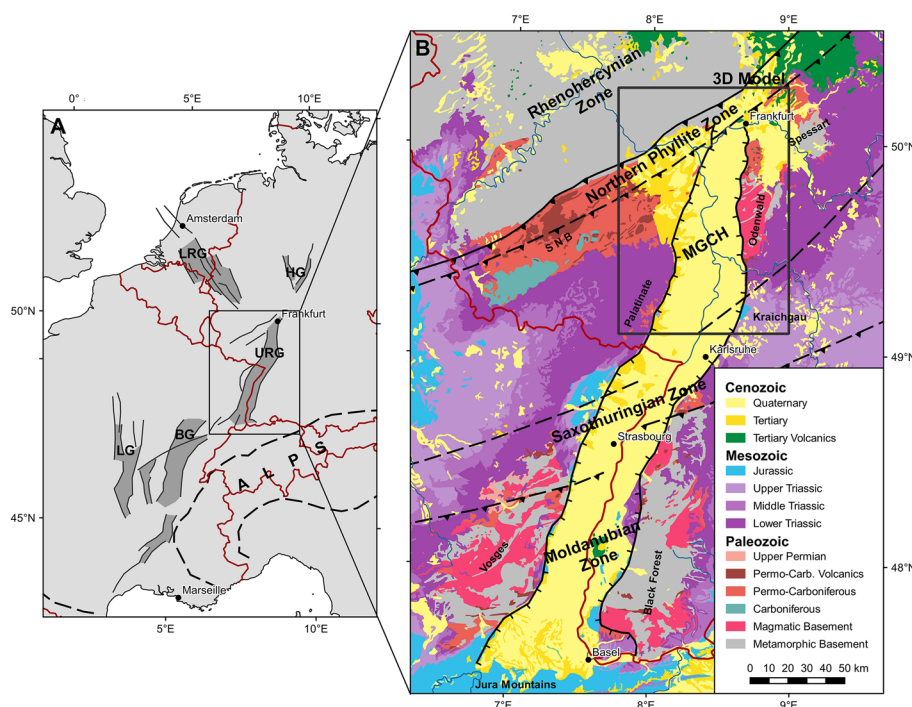 7°E 8°E 9°E
B
3D Model
Rhenohercynian
Zone
Frankfurt
Spessart
Northern Phyllite Zone
50°N
Odenwald
SNB
MGCH
Palatinate
Kraichgau
Karlsruhe
49°N
Saxothuringian Zone
Strasbourg
Vosges
Moldanubian
Zone
Black Forest
48°N
Basel
Jura Mountains
7°E 8°E 9°E
0° 5°E 10°E
A
Amsterdam
LRG
HG
50°N
Frankfurt
URG
LG
BG
ALPS
45°N
Marseille
5°E 10°E
Cenozoic
Quaternary
Tertiary
Tertiary Volcanics
Mesozoic
Jurassic
Upper Triassic
Middle Triassic
Lower Triassic
Paleozoic
Upper Permian
Permo-Carb. Volcanics
Permo-Carboniferous
Carboniferous
Magmatic Basement
Metamorphic Basement
0 10 20 30 40 50 km